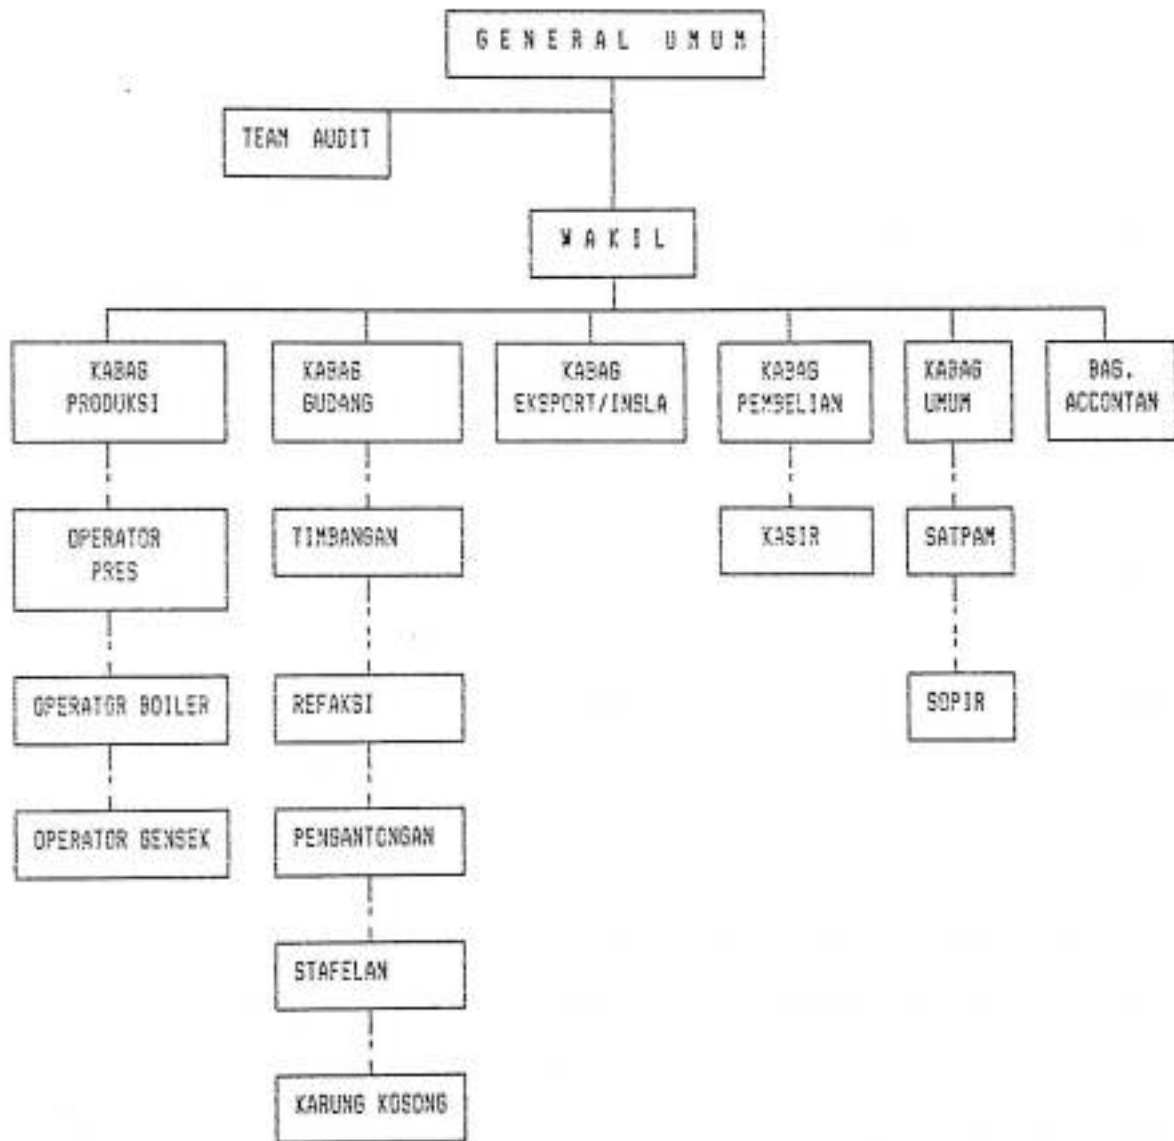 GENERAL UMUM
TEAM AUDIT
WAKIL
KABAG
PRODUKSI
KABAG
GUDANG
KABAG
EKSPORT/INSLA
KABAG
PEMBELIAN
KABAG
UMUM
BAG.
ACCONTAN
OPERATOR
PRES
TIMBANGAN
KASIR
SATPAM
OPERATOR BOILER
REFAKSI
SOPIR
OPERATOR GENSEK
PENGANTONGAN
STAFELAN
KARUNG KOSONG